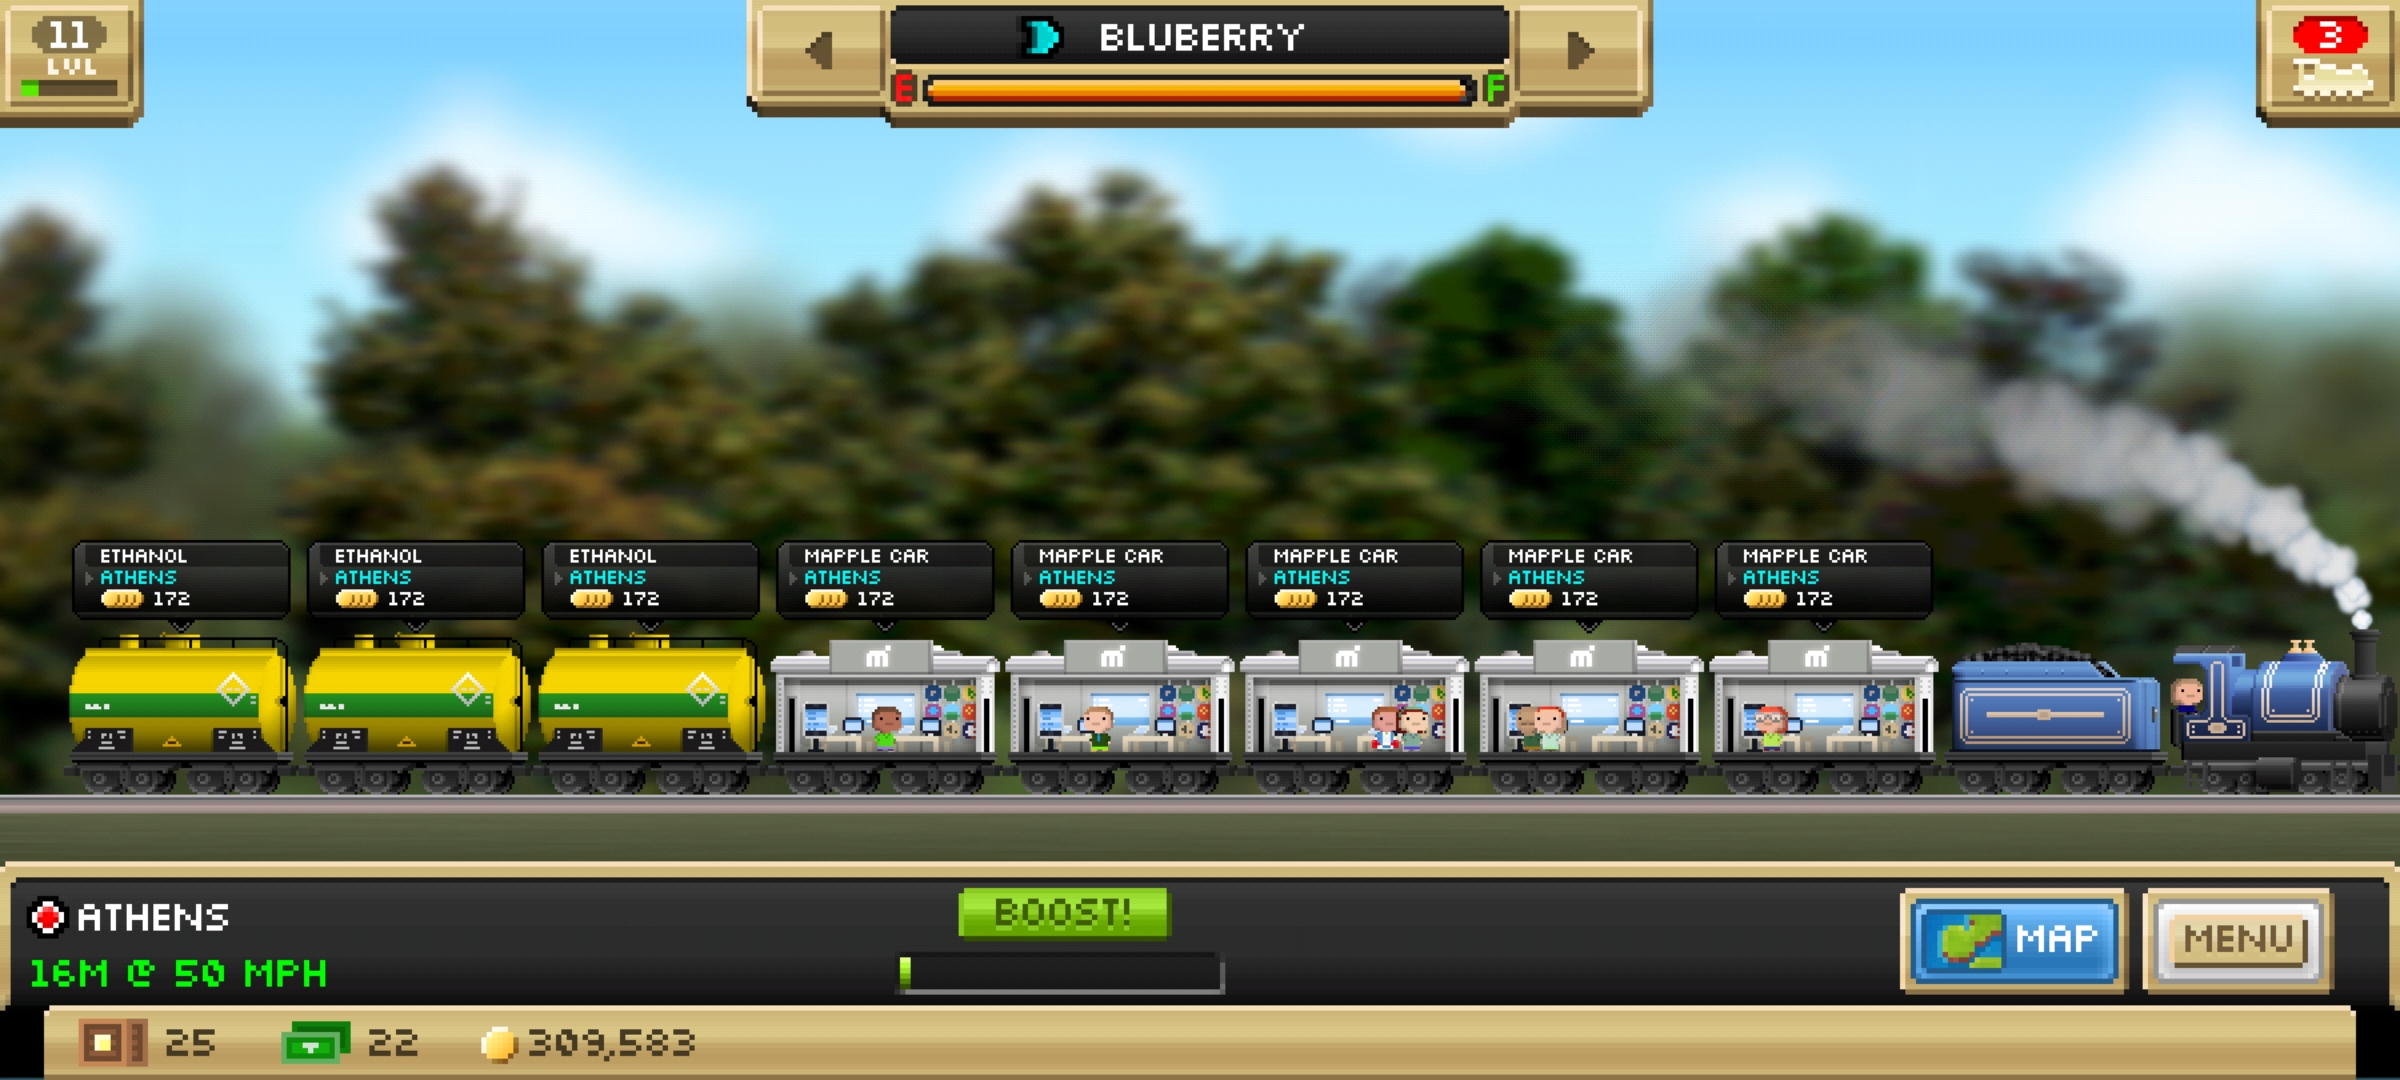 11
LVL
BLUBERRY
E F
3
ETHANOL
ATHENS
172
ETHANOL
ATHENS
172
ETHANOL
ATHENS
172
MAPPLE CAR
ATHENS
172
MAPPLE CAR
ATHENS
172
MAPPLE CAR
ATHENS
172
MAPPLE CAR
ATHENS
172
MAPPLE CAR
ATHENS
172
m
m
m
m
m
ATHENS
16M @ 50 MPH
BOOST!
MAP
MENU
25
22
309,583